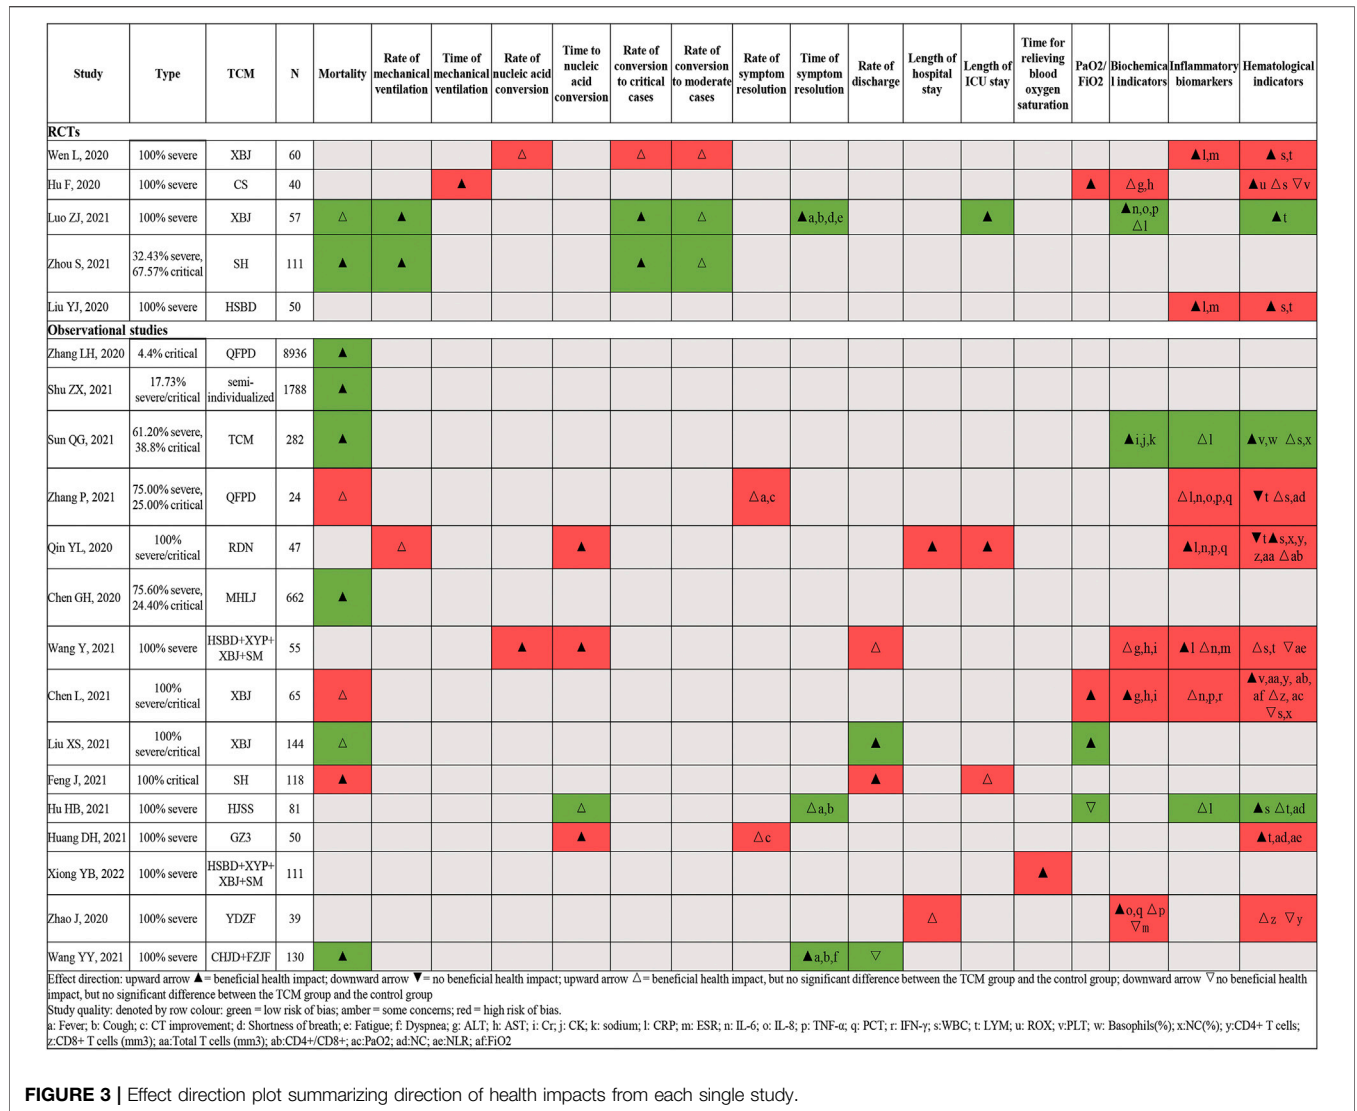 Study Type TCM N Mortality Rate of mechanical ventilation Time of mechanical ventilation Rate of nucleic acid conversion Time to nucleic acid conversion Rate of conversion to critical cases Rate of conversion to moderate cases Rate of symptom resolution Time of symptom resolution Rate of discharge Length of hospital stay Length of ICU stay Time for relieving blood oxygen saturation PaO2/ FiO2 Biochemica l indicators Inflammatory biomarkers Hematological indicators
RCTs
Wen L, 2020 100% severe XBJ 60 △ △ △ ▲l,m ▲ s,t
Hu F, 2020 100% severe CS 40 ▲ ▲ △g,h ▲u △s ▽v
Luo ZJ, 2021 100% severe XBJ 57 △ ▲ ▲ △ ▲a,b,d,e ▲ ▲n,o,p △l ▲t
Zhou S, 2021 32.43% severe, 67.57% critical SH 111 ▲ ▲ ▲ △
Liu YJ, 2020 100% severe HSBD 50 ▲l,m ▲ s,t
Observational studies
Zhang LH, 2020 4.4% critical QFPD 8936 ▲
Shu ZX, 2021 17.73% severe/critical semi-individualized 1788 ▲
Sun QG, 2021 61.20% severe, 38.8% critical TCM 282 ▲ ▲i,j,k △l ▲v,w △s,x
Zhang P, 2021 75.00% severe, 25.00% critical QFPD 24 △ △a,c △l,n,o,p,q ▼t △s,ad
Qin YL, 2020 100% severe/critical RDN 47 △ ▲ ▲ ▲ ▲l,n,p,q ▼t▲s,x,y, z,aa △ab
Chen GH, 2020 75.60% severe, 24.40% critical MHLJ 662 ▲
Wang Y, 2021 100% severe HSBD+XYP+ XBJ+SM 55 ▲ ▲ △ △g,h,i ▲l △n,m △s,t ▽ae
Chen L, 2021 100% severe/critical XBJ 65 △ ▲ ▲g,h,i △n,p,r ▲v,aa,y, ab, af △z, ac ▽s,x
Liu XS, 2021 100% severe/critical XBJ 144 △ ▲ ▲
Feng J, 2021 100% critical SH 118 ▲ ▲ △
Hu HB, 2021 100% severe HJSS 81 △ △a,b ▽ △l ▲s △t,ad
Huang DH, 2021 100% severe GZ3 50 ▲ △c ▲t,ad,ae
Xiong YB, 2022 100% severe HSBD+XYP+ XBJ+SM 111 ▲
Zhao J, 2020 100% severe YDZF 39 △ ▲o,q △p ▽m △z ▽y
Wang YY, 2021 100% severe CHJD+FZJF 130 ▲ ▲a,b,f ▽
Effect direction: upward arrow ▲= beneficial health impact; downward arrow ▼= no beneficial health impact; upward arrow △= beneficial health impact, but no significant difference between the TCM group and the control group; downward arrow ▽no beneficial health
impact, but no significant difference between the TCM group and the control group
Study quality: denoted by row colour: green = low risk of bias; amber = some concerns; red = high risk of bias.
a: Fever; b: Cough; c: CT improvement; d: Shortness of breath; e: Fatigue; f: Dyspnea; g: ALT; h: AST; i: Cr; j: CK; k: sodium; l: CRP; m: ESR; n: IL-6; o: IL-8; p: TNF-α; q: PCT; r: IFN-γ; s:WBC; t: LYM; u: ROX; v:PLT; w: Basophils(%); x:NC(%); y:CD4+ T cells;
z:CD8+ T cells (mm3); aa:Total T cells (mm3); ab:CD4+/CD8+; ac:PaO2; ad:NC; ae:NLR; af:FiO2
FIGURE 3 | Effect direction plot summarizing direction of health impacts from each single study.